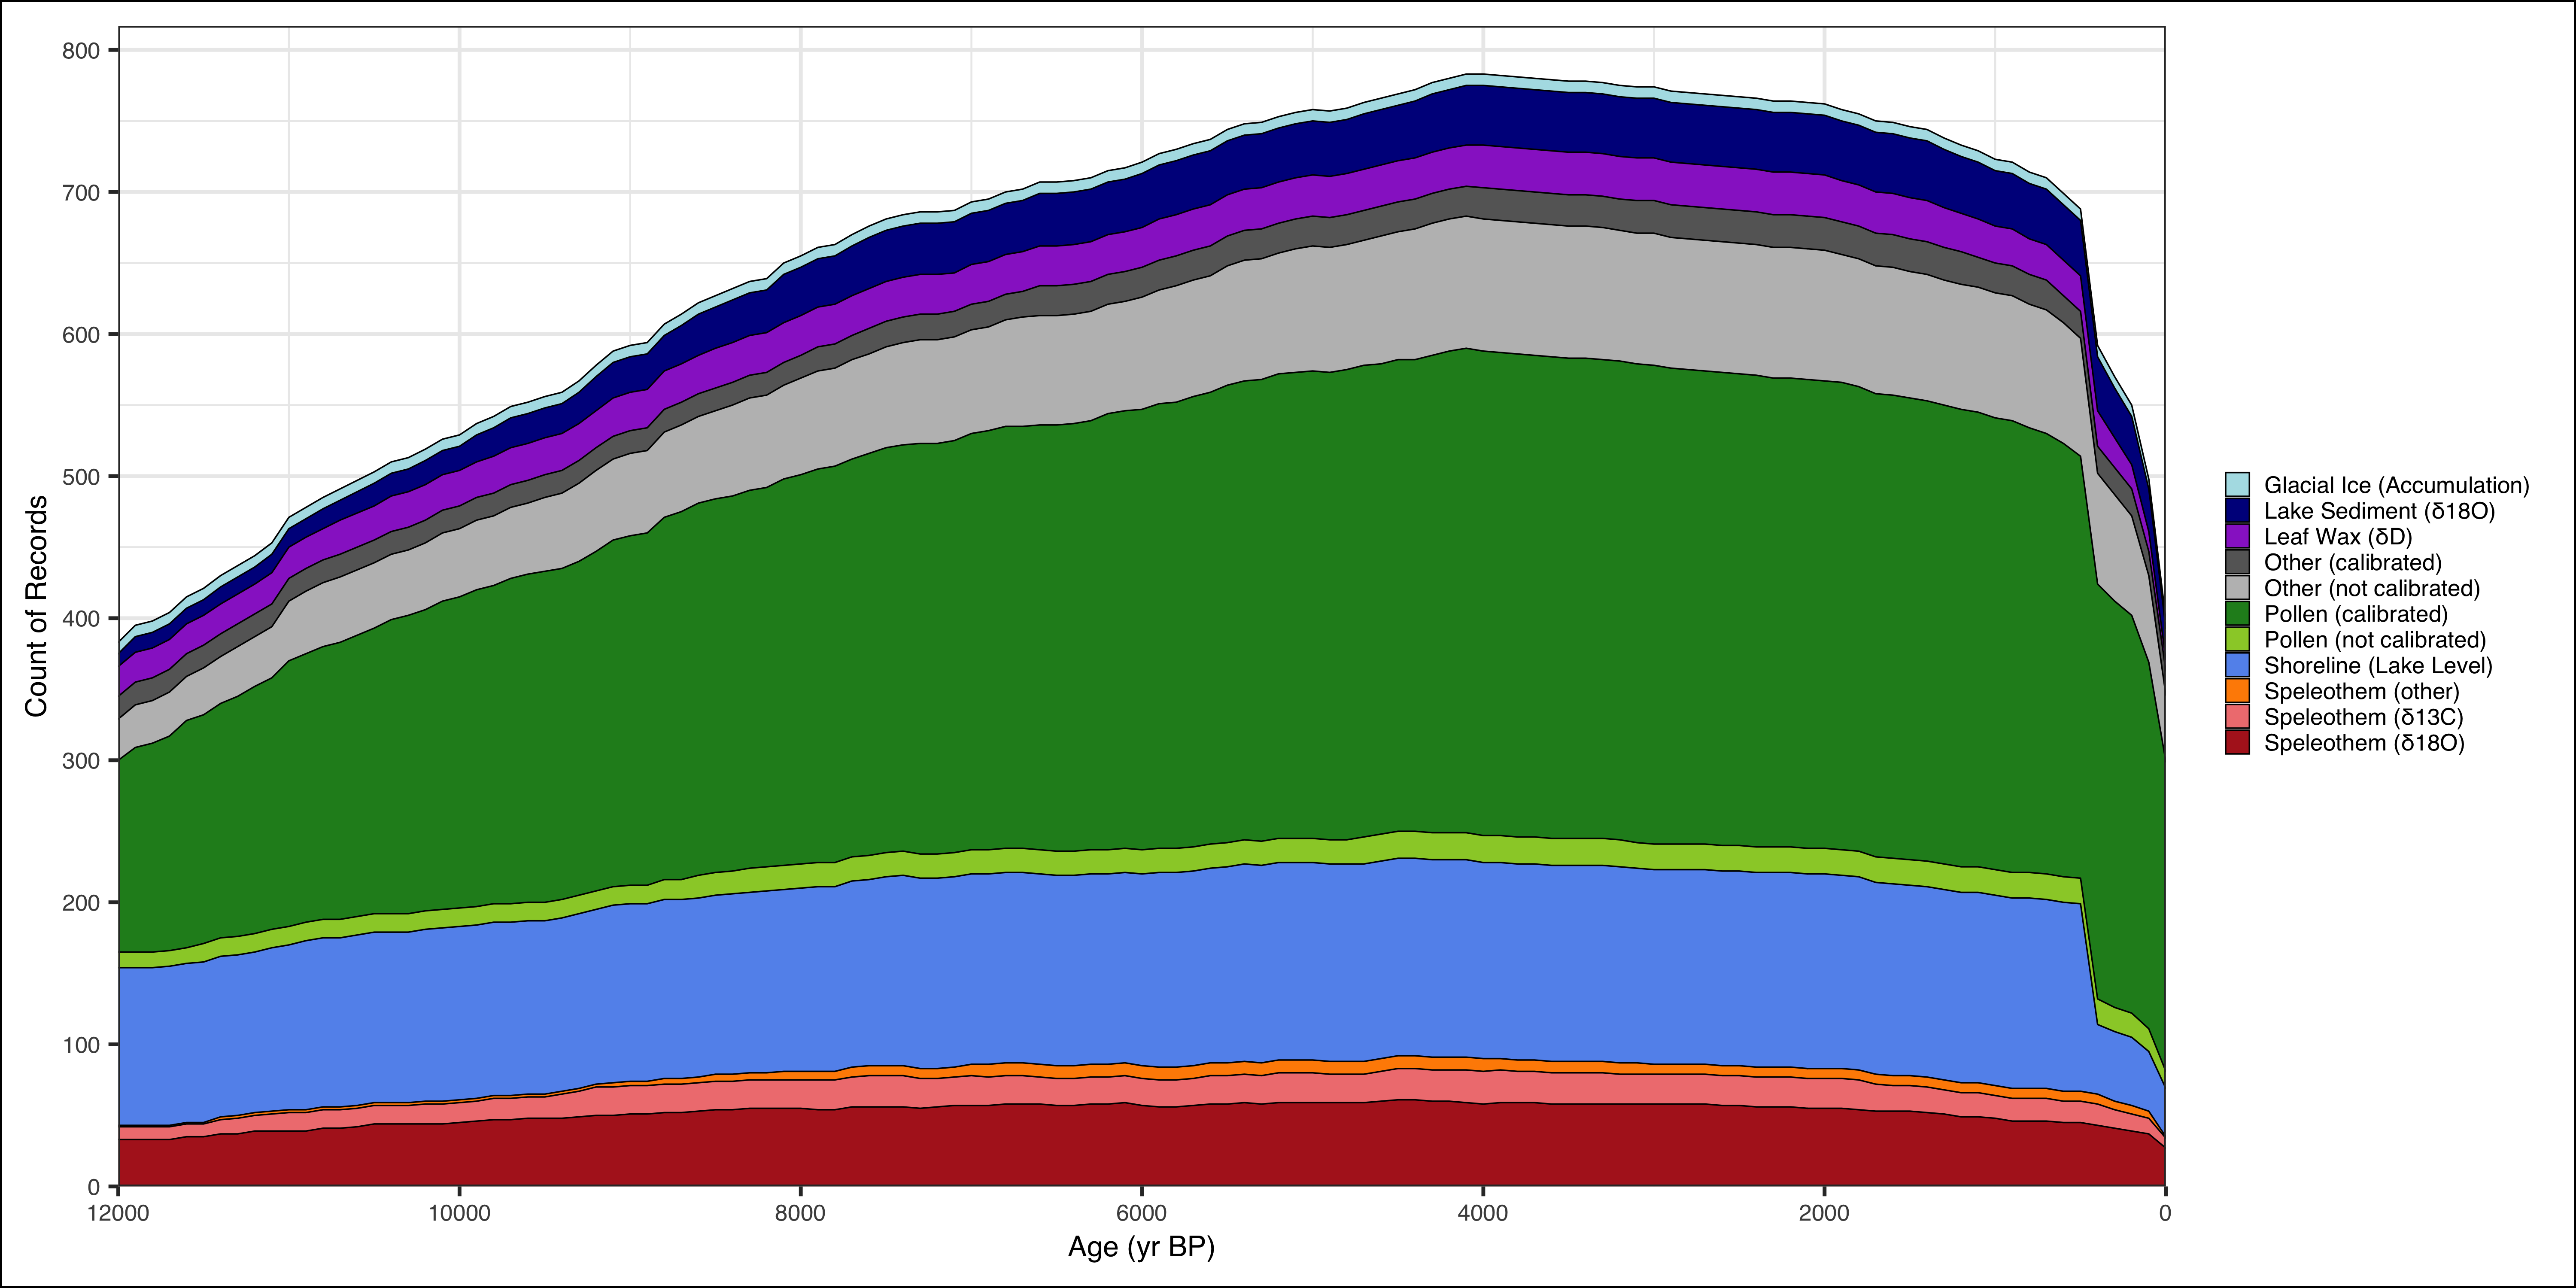 Count of Records
800
700
600
500
400
300
200
100
0
12000 10000 8000 6000 4000 2000 0
Age (yr BP)
Glacial Ice (Accumulation)
Lake Sediment (δ18O)
Leaf Wax (δD)
Other (calibrated)
Other (not calibrated)
Pollen (calibrated)
Pollen (not calibrated)
Shoreline (Lake Level)
Speleothem (other)
Speleothem (δ13C)
Speleothem (δ18O)